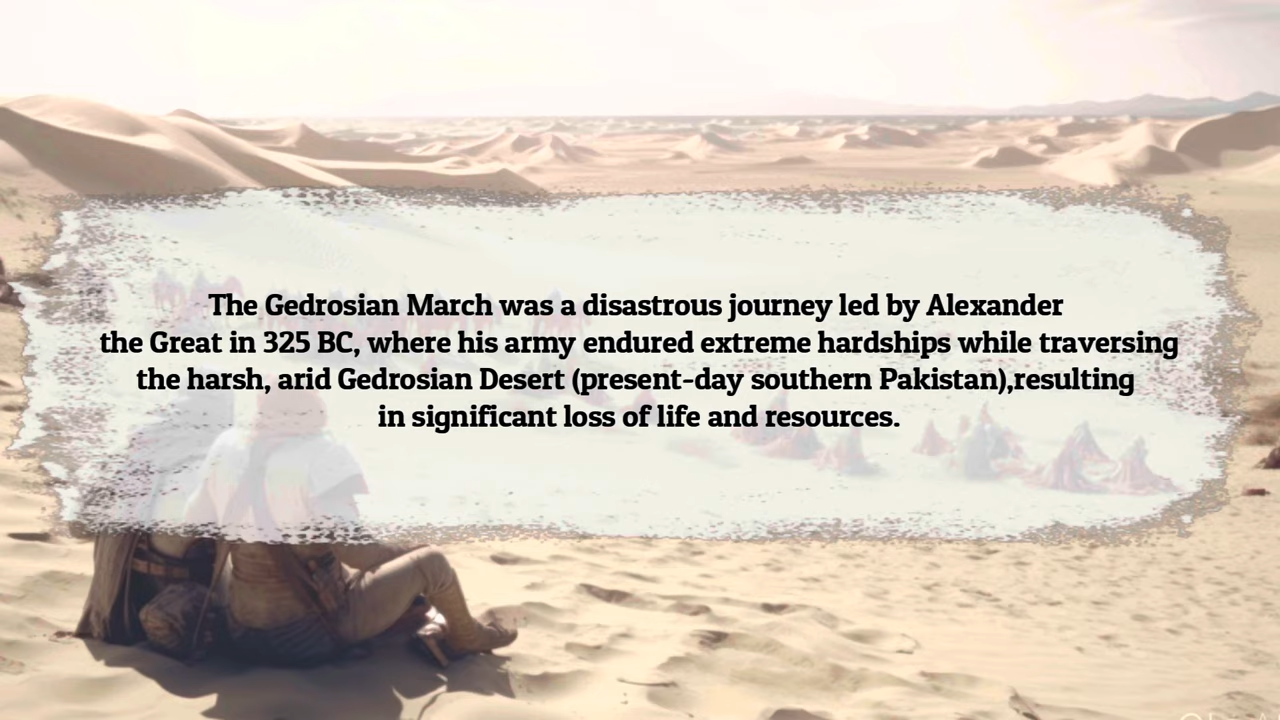 The Gedrosian March was a disastrous journey led by Alexander
the Great in 325 BC, where his army endured extreme hardships while traversing
the harsh, arid Gedrosian Desert (present-day southern Pakistan),resulting
in significant loss of life and resources.